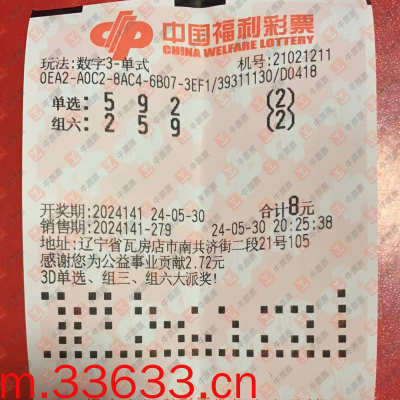 中国福利彩票
CHINA WELFARE LOTTERY
玩法:数字3-单式 机号:21021211
0EA2-A0C2-8AC4-6B07-3EF1/39311130/D0418
单选: 5 9 2 (2)
组六: 2 5 9 (2)
开奖期:2024141 24-05-30 合计8元
销售期:2024141-279 24-05-30 20:25:38
地址:辽宁省瓦房店市南共济街二段21号105
感谢您为公益事业贡献2.72元
3D单选、组三、组六大派奖!
m.33633.cn